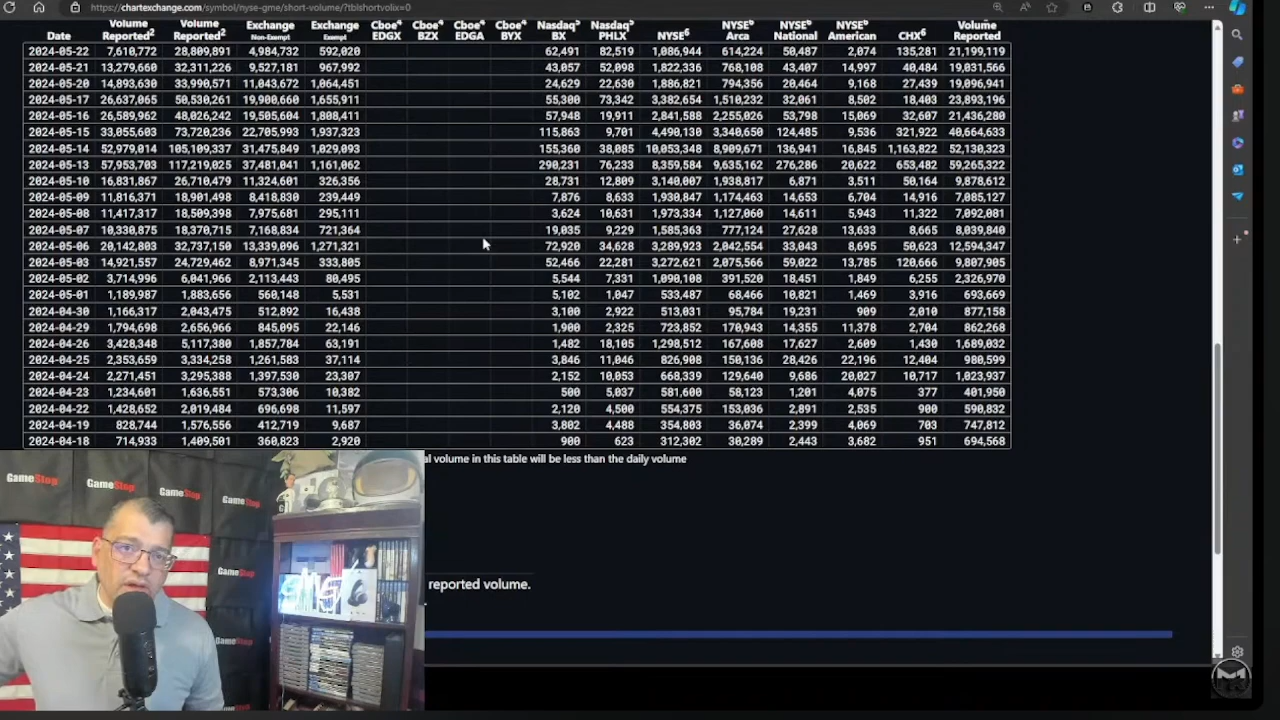 https://chartexchange.com/symbol/nyse-gme/short-volume/?tblshortvolix=0
Date Volume Reported2 Volume Reported2 Exchange Non-Exempt Exchange Exempt Cboe4 EDGX Cboe4 BZX Cboe4 EDGA Cboe4 BYX Nasdaq5 BX Nasdaq5 PHLX NYSE6 NYSE6 Arca NYSE6 National NYSE6 American CHX6 Volume Reported
2024-05-22 7,610,772 28,809,891 4,984,732 592,020 62,491 82,519 1,086,944 614,224 50,487 2,074 135,281 21,199,119
2024-05-21 13,279,660 32,311,226 9,527,181 967,992 43,057 52,098 1,822,336 768,108 43,407 14,997 40,484 19,031,566
2024-05-20 14,893,630 33,990,571 11,043,672 1,064,451 24,629 22,630 1,886,821 794,356 20,464 9,168 27,439 19,096,941
2024-05-17 26,637,065 50,530,261 19,900,660 1,655,911 55,300 73,342 3,382,654 1,510,232 32,061 8,502 18,403 23,893,196
2024-05-16 26,589,962 48,026,242 19,505,604 1,808,411 57,948 19,911 2,841,588 2,255,026 53,798 15,069 32,607 21,436,280
2024-05-15 33,055,603 73,720,236 22,705,993 1,937,323 115,863 9,701 4,490,130 3,340,650 124,485 9,536 321,922 40,664,633
2024-05-14 52,979,014 105,109,337 31,475,849 1,029,093 155,360 38,085 10,053,348 8,909,671 136,941 16,845 1,163,822 52,130,323
2024-05-13 57,953,703 117,219,025 37,481,041 1,161,062 290,231 76,233 8,359,584 9,635,162 276,286 20,622 653,482 59,265,322
2024-05-10 16,831,867 26,710,479 11,324,601 326,356 28,731 12,809 3,140,007 1,938,817 6,871 3,511 50,164 9,878,612
2024-05-09 11,816,371 18,901,498 8,418,830 239,449 7,876 8,633 1,930,847 1,174,463 14,653 6,704 14,916 7,085,127
2024-05-08 11,417,317 18,509,398 7,975,681 295,111 3,624 10,631 1,973,334 1,127,060 14,611 5,943 11,322 7,092,081
2024-05-07 10,330,875 18,370,715 7,168,834 721,364 19,035 9,229 1,585,363 777,124 27,628 13,633 8,665 8,039,840
2024-05-06 20,142,803 32,737,150 13,339,096 1,271,321 72,920 34,628 3,289,923 2,042,554 33,043 8,695 50,623 12,594,347
2024-05-03 14,921,557 24,729,462 8,971,345 333,805 52,466 22,281 3,272,621 2,075,566 59,022 13,785 120,666 9,807,905
2024-05-02 3,714,996 6,041,966 2,113,443 80,495 5,544 7,331 1,090,108 391,520 18,451 1,849 6,255 2,326,970
2024-05-01 1,189,987 1,883,656 560,148 5,531 5,102 1,047 533,487 68,466 10,821 1,469 3,916 693,669
2024-04-30 1,166,317 2,043,475 512,892 16,438 3,100 2,922 513,031 95,784 19,231 909 2,010 877,158
2024-04-29 1,794,698 2,656,966 845,095 22,146 1,900 2,325 723,852 170,943 14,355 11,378 2,704 862,268
2024-04-26 3,428,348 5,117,380 1,857,784 63,191 1,482 18,105 1,298,512 167,608 17,627 2,609 1,430 1,689,032
2024-04-25 2,353,659 3,334,258 1,261,583 37,114 3,846 11,046 826,908 150,136 28,426 22,196 12,404 980,599
2024-04-24 2,271,451 3,295,388 1,397,530 23,307 2,152 10,053 668,339 129,640 9,686 20,027 10,717 1,023,937
2024-04-23 1,234,601 1,636,551 573,306 10,382 500 5,037 581,600 58,123 1,201 4,075 377 401,950
2024-04-22 1,428,652 2,019,484 696,698 11,597 2,120 4,500 554,375 153,036 2,891 2,535 900 590,832
2024-04-19 828,744 1,576,556 412,719 9,687 3,802 4,488 354,803 36,074 2,399 4,069 703 747,812
2024-04-18 714,933 1,409,501 360,823 2,920 900 623 312,302 30,289 2,443 3,682 951 694,568
volume in this table will be less than the daily volume
GameStop GameStop GameStop GameStop
GameStop
reported volume.
GameStop